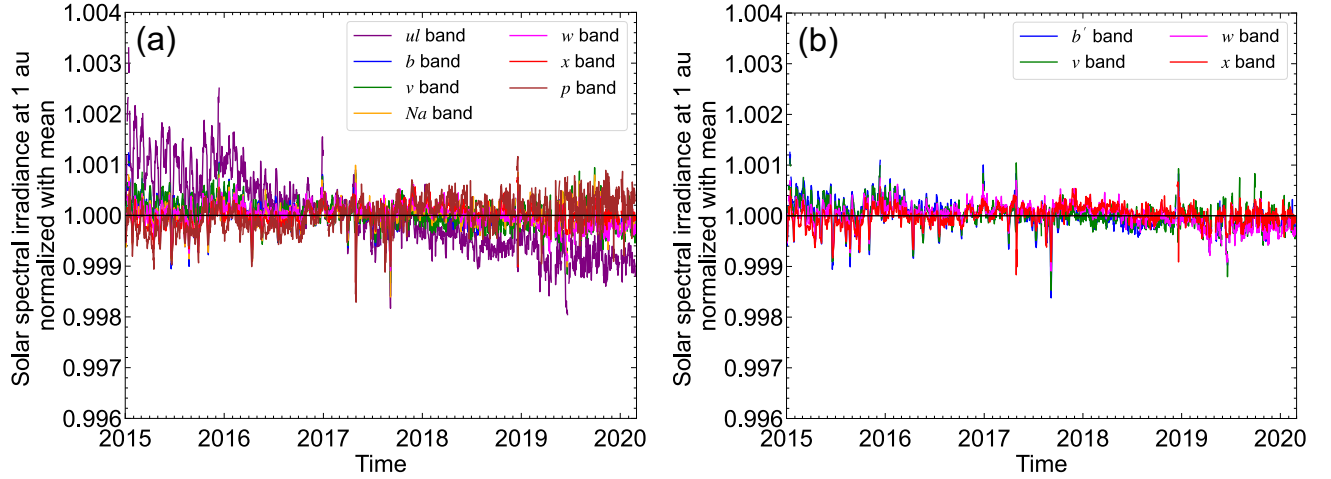 (a)
ul band
b band
v band
Na band
w band
x band
p band
1.004
1.003
1.002
1.001
1.000
0.999
0.998
0.997
0.996
2015 2016 2017 2018 2019 2020
Time
Solar spectral irradiance at 1 au
normalized with mean
(b)
b′ band
v band
w band
x band
1.004
1.003
1.002
1.001
1.000
0.999
0.998
0.997
0.996
2015 2016 2017 2018 2019 2020
Time
Solar spectral irradiance at 1 au
normalized with mean